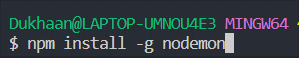 Dukhaan@LAPTOP-UMNOU4E3 MINGW64
$ npm install -g nodemon